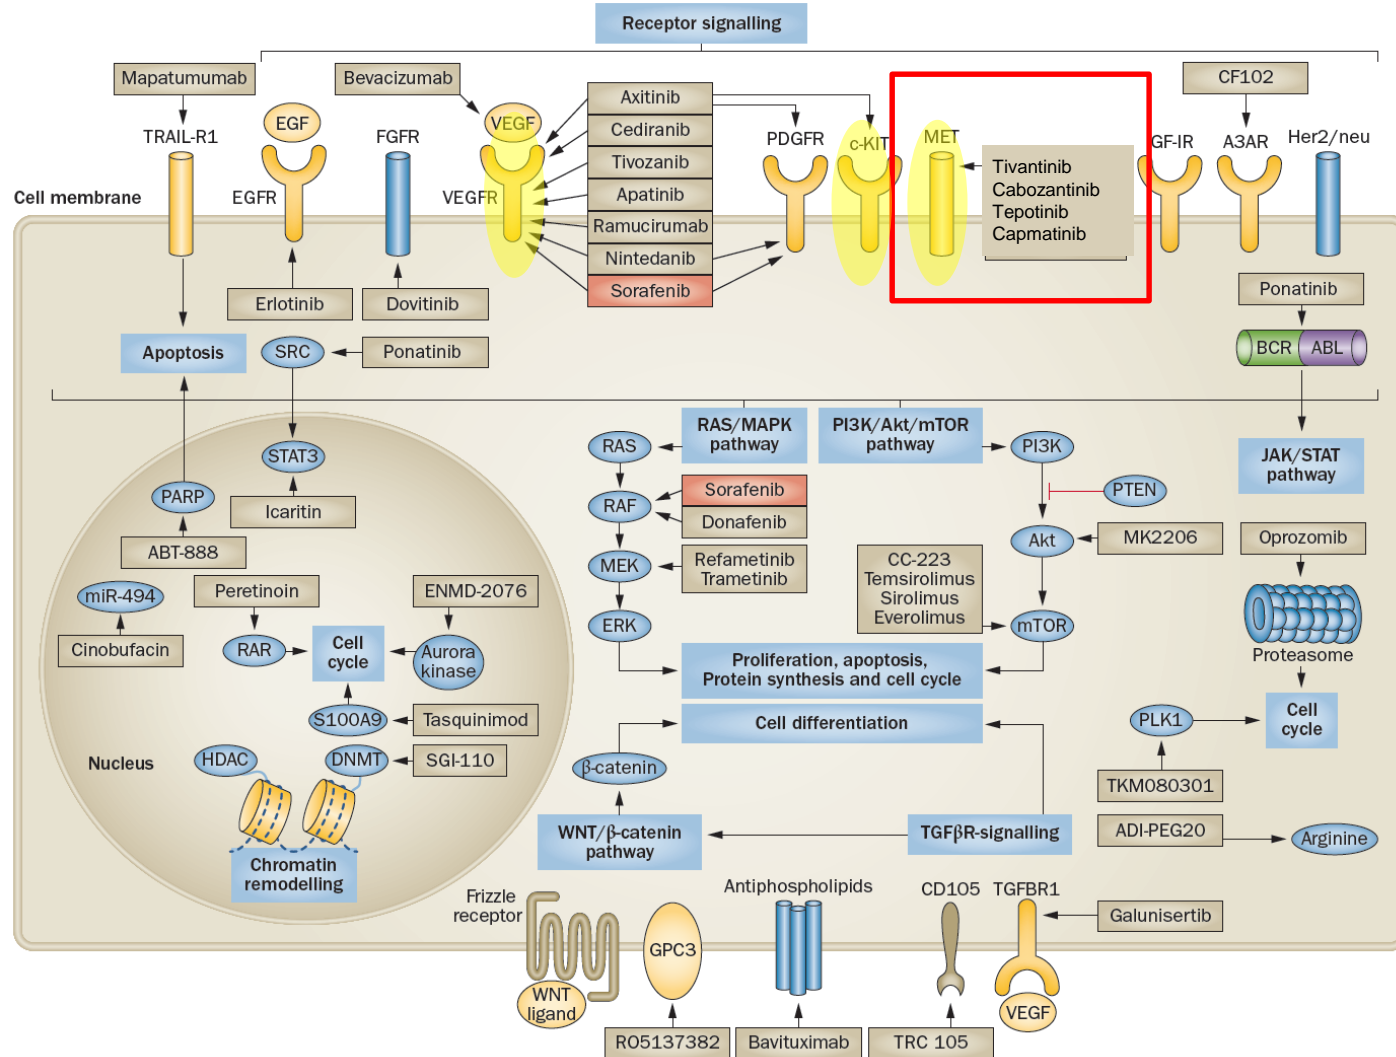 Receptor signalling
Mapatumumab
Bevacizumab
Axitinib
CF102
EGF
VEGF
TRAIL-R1
FGFR
Cediranib
PDGFR
c-KIT
MET
GF-IR
A3AR
Her2/neu
Tivozanib
Tivantinib
Cabozantinib
Tepotinib
Capmatinib
Cell membrane
EGFR
VEGFR
Apatinib
Ramucirumab
Nintedanib
Sorafenib
Erlotinib
Dovitinib
Ponatinib
Apoptosis
SRC
Ponatinib
BCR
ABL
RAS/MAPK
pathway
PI3K/Akt/mTOR
pathway
RAS
PI3K
JAK/STAT
pathway
STAT3
PARP
Icaritin
RAF
Sorafenib
Donafenib
PTEN
ABT-888
Akt
MK2206
Oprozomib
MEK
Refametinib
Trametinib
CC-223
Temsirolimus
Sirolimus
Everolimus
miR-494
Peretinoin
ENMD-2076
Cinobufacin
RAR
Cell
cycle
Aurora
kinase
ERK
mTOR
Proteasome
Proliferation, apoptosis,
Protein synthesis and cell cycle
S100A9
Tasquinimod
Cell differentiation
PLK1
Cell
cycle
Nucleus
HDAC
DNMT
SGI-110
β-catenin
TKM080301
WNT/β-catenin
pathway
TGFβR-signalling
ADI-PEG20
Arginine
Chromatin
remodelling
Frizzle
receptor
Antiphospholipids
CD105
TGFBR1
Galunisertib
GPC3
WNT
ligand
VEGF
RO5137382
Bavituximab
TRC 105